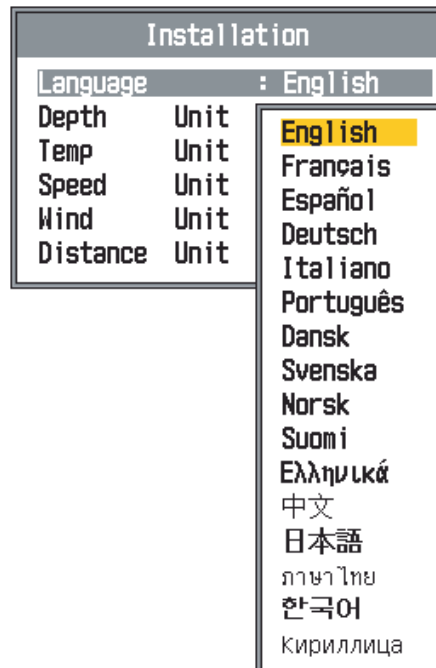 Installation
Language : English
Depth Unit
Temp Unit
Speed Unit
Wind Unit
Distance Unit
English
Français
Español
Deutsch
Italiano
Português
Dansk
Svenska
Norsk
Suomi
Ελληνικά
中文
日本語
ภาษาไทย
한국어
Кириллица